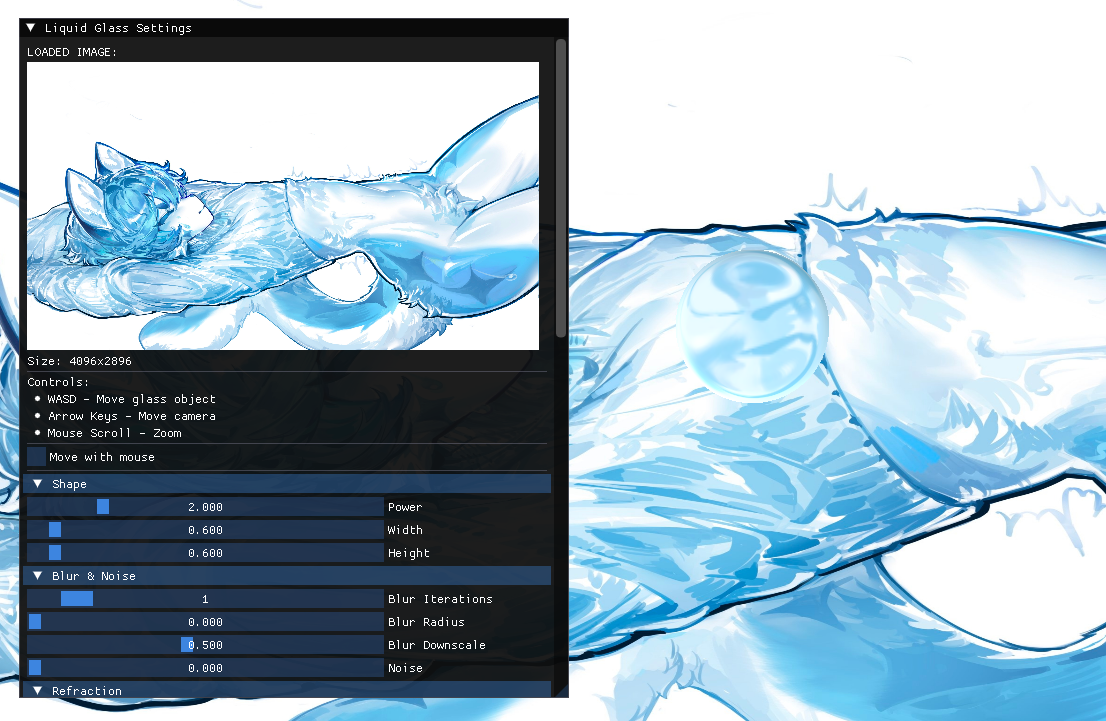 Liquid Glass Settings
LOADED IMAGE:
Size: 4096x2896
Controls:
WASD - Move glass object
Arrow Keys - Move camera
Mouse Scroll - Zoom
Move with mouse
Shape
2.000 Power
0.600 Width
0.600 Height
Blur & Noise
1 Blur Iterations
0.000 Blur Radius
0.500 Blur Downscale
0.000 Noise
Refraction